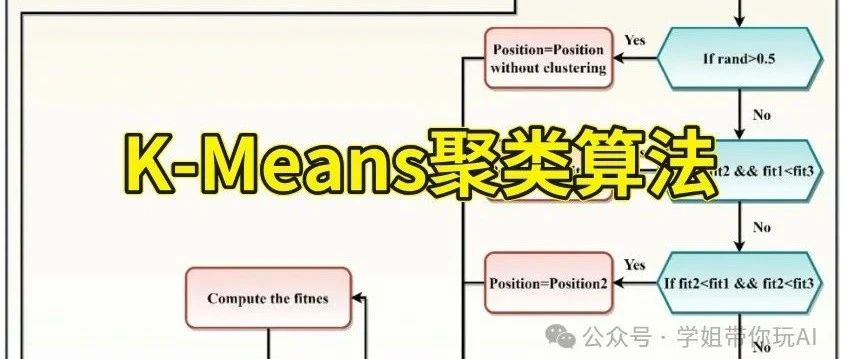 Position=Position
without clustering
Yes
If rand>0.5
No
K-Means聚类算法
fit2 && fit1<fit3
No
Position=Position2
Yes
If fit2<fit1 && fit2<fit3
Compute the fitnes
公众号·学姐带你玩AI
No